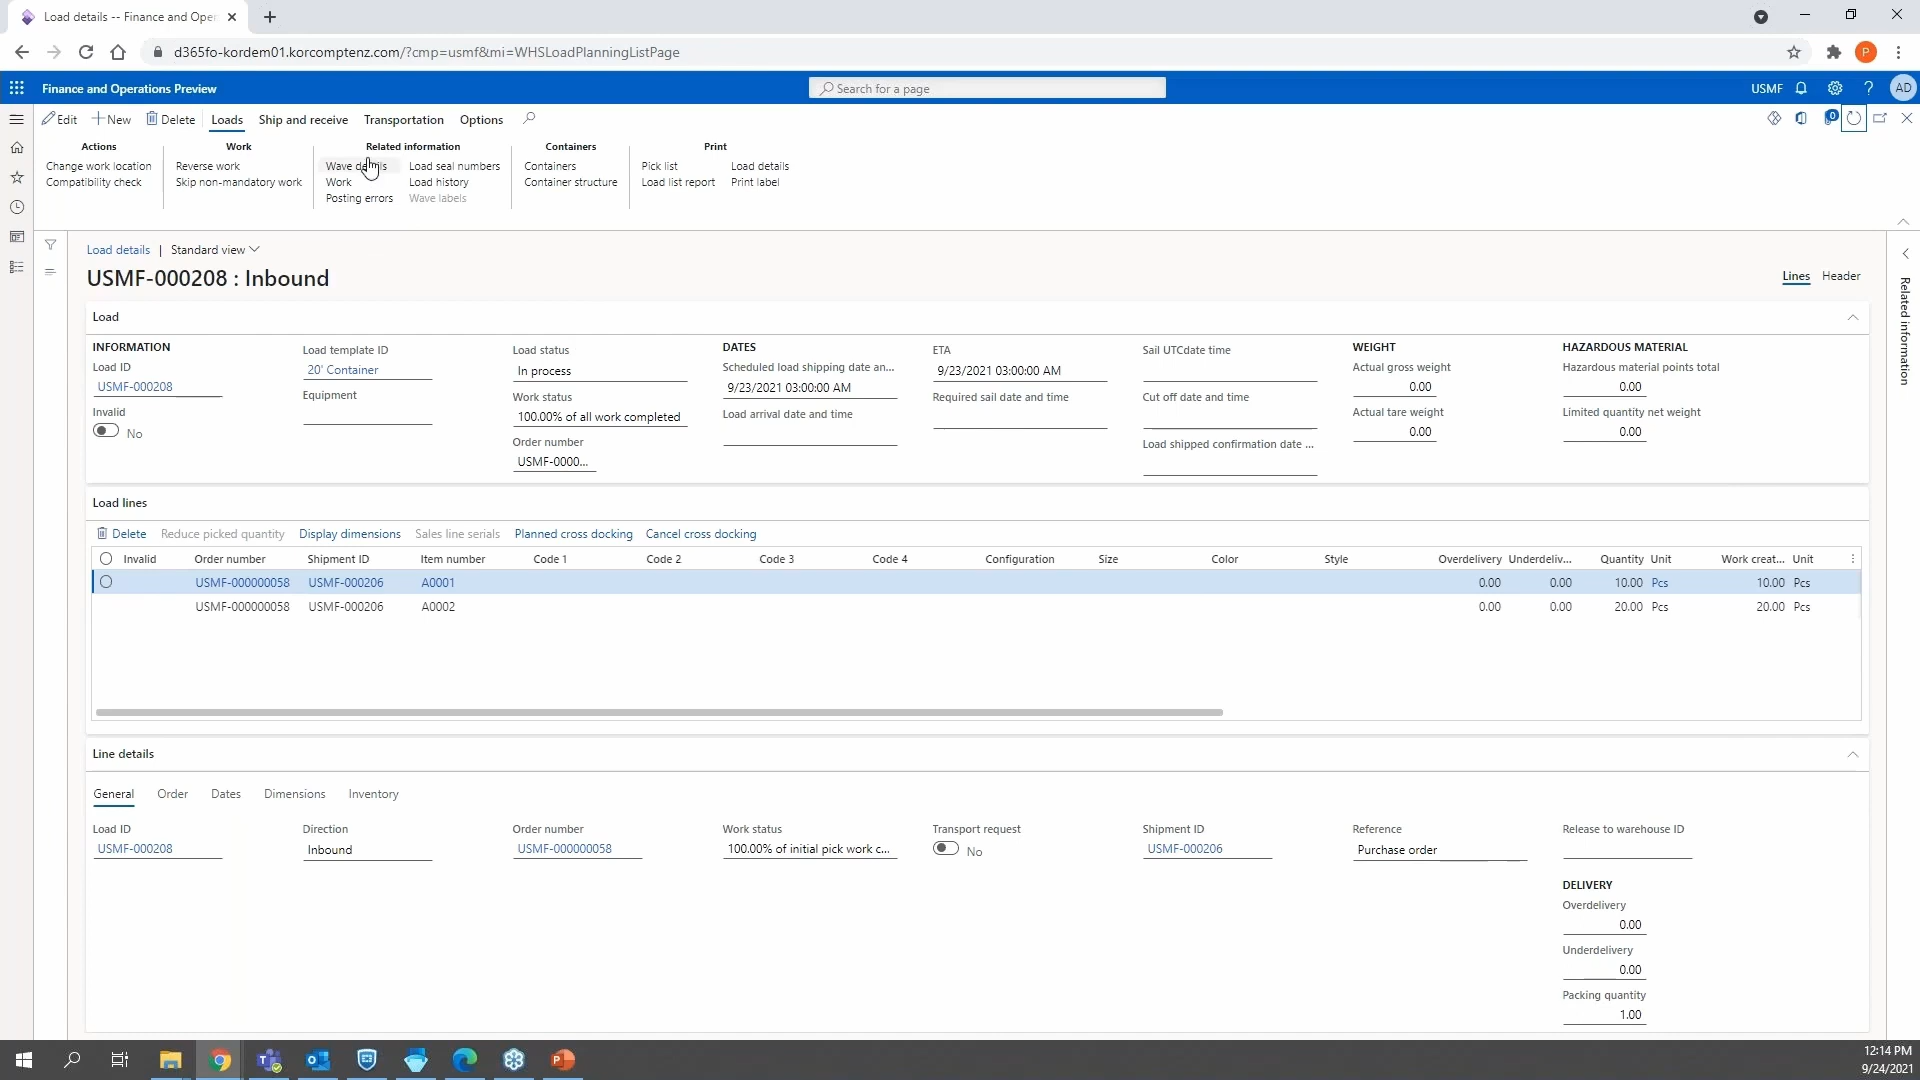 Load details -- Finance and Oper
d365fo-kordem01.korcomptenz.com/?cmp=usmf&mi=WHSLoadPlanningListPage
P
Finance and Operations Preview
Search for a page
USMF
?
AD
Edit
New
Delete
Loads
Ship and receive
Transportation
Options
0
Actions
Work
Related information
Containers
Print
Change work location
Reverse work
Wave details
Load seal numbers
Containers
Pick list
Load details
Compatibility check
Skip non-mandatory work
Work
Load history
Container structure
Load list report
Print label
Posting errors
Wave labels
Load details | Standard view
USMF-000208 : Inbound
Lines
Header
Related information
Load
INFORMATION
Load ID
USMF-000208
Invalid
No
Load template ID
20' Container
Equipment
Load status
In process
Work status
100.00% of all work completed
Order number
USMF-0000...
DATES
Scheduled load shipping date an...
9/23/2021 03:00:00 AM
Load arrival date and time
ETA
9/23/2021 03:00:00 AM
Required sail date and time
Sail UTCdate time
Cut off date and time
Load shipped confirmation date ...
WEIGHT
Actual gross weight
0.00
Actual tare weight
0.00
HAZARDOUS MATERIAL
Hazardous material points total
0.00
Limited quantity net weight
0.00
Load lines
Delete
Reduce picked quantity
Display dimensions
Sales line serials
Planned cross docking
Cancel cross docking
Invalid Order number Shipment ID Item number Code 1 Code 2 Code 3 Code 4 Configuration Size Color Style Overdelivery Underdeliv... Quantity Unit Work creat... Unit
USMF-000000058 USMF-000206 A0001 0.00 0.00 10.00 Pcs 10.00 Pcs
USMF-000000058 USMF-000206 A0002 0.00 0.00 20.00 Pcs 20.00 Pcs
Line details
General
Order
Dates
Dimensions
Inventory
Load ID
USMF-000208
Direction
Inbound
Order number
USMF-000000058
Work status
100.00% of initial pick work c...
Transport request
No
Shipment ID
USMF-000206
Reference
Purchase order
Release to warehouse ID
DELIVERY
Overdelivery
0.00
Underdelivery
0.00
Packing quantity
1.00
12:14 PM
9/24/2021